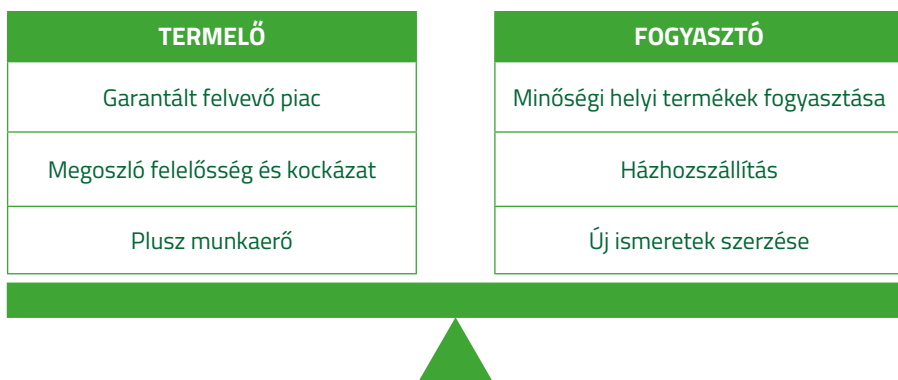 TERMELŐ
Garantált felvevő piac
Megoszló felelősség és kockázat
Plusz munkaerő
FOGYASZTÓ
Minőségi helyi termékek fogyasztása
Házhozszállítás
Új ismeretek szerzése